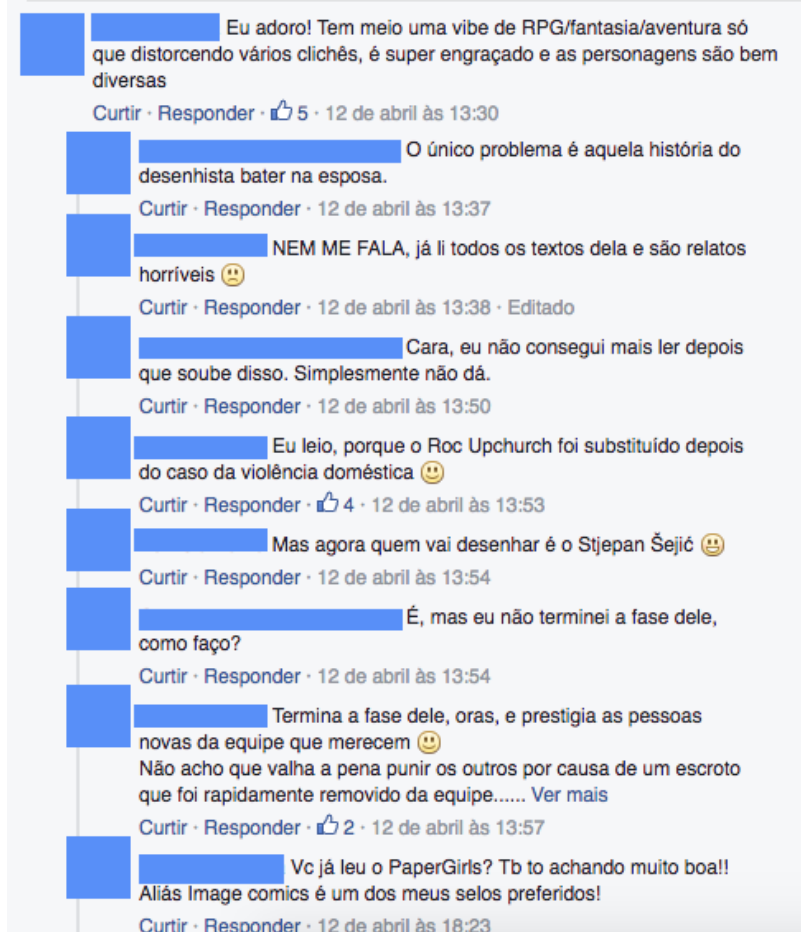 Eu adoro! Tem meio uma vibe de RPG/fantasia/aventura só
que distorcendo vários clichês, é super engraçado e as personagens são bem
diversas
Curtir · Responder · 5 · 12 de abril às 13:30
O único problema é aquela história do
desenhista bater na esposa.
Curtir · Responder · 12 de abril às 13:37
NEM ME FALA, já li todos os textos dela e são relatos
horríveis
Curtir · Responder · 12 de abril às 13:38 · Editado
Cara, eu não consegui mais ler depois
que soube disso. Simplesmente não dá.
Curtir · Responder · 12 de abril às 13:50
Eu leio, porque o Roc Upchurch foi substituído depois
do caso da violência doméstica
Curtir · Responder · 4 · 12 de abril às 13:53
Mas agora quem vai desenhar é o Stjepan Šejić
Curtir · Responder · 12 de abril às 13:54
É, mas eu não terminei a fase dele,
como faço?
Curtir · Responder · 12 de abril às 13:54
Termina a fase dele, oras, e prestigia as pessoas
novas da equipe que merecem
Não acho que valha a pena punir os outros por causa de um escroto
que foi rapidamente removido da equipe...... Ver mais
Curtir · Responder · 2 · 12 de abril às 13:57
Vc já leu o PaperGirls? Tb to achando muito boa!!
Aliás Image comics é um dos meus selos preferidos!
Curtir · Responder · 12 de abril às 18:23